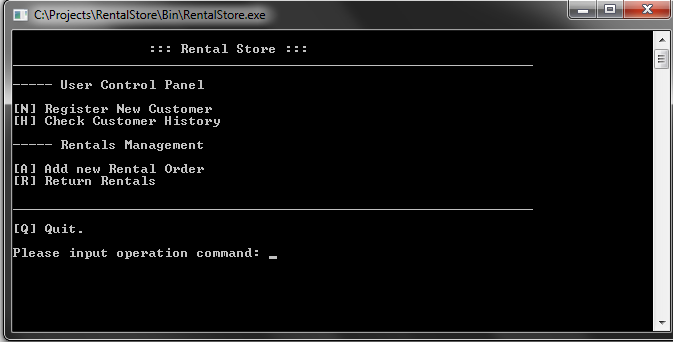 C:\Projects\RentalStore\Bin\RentalStore.exe
::: Rental Store :::
----- User Control Panel
[N] Register New Customer
[H] Check Customer History
----- Rentals Management
[A] Add new Rental Order
[R] Return Rentals
[Q] Quit.
Please input operation command: _